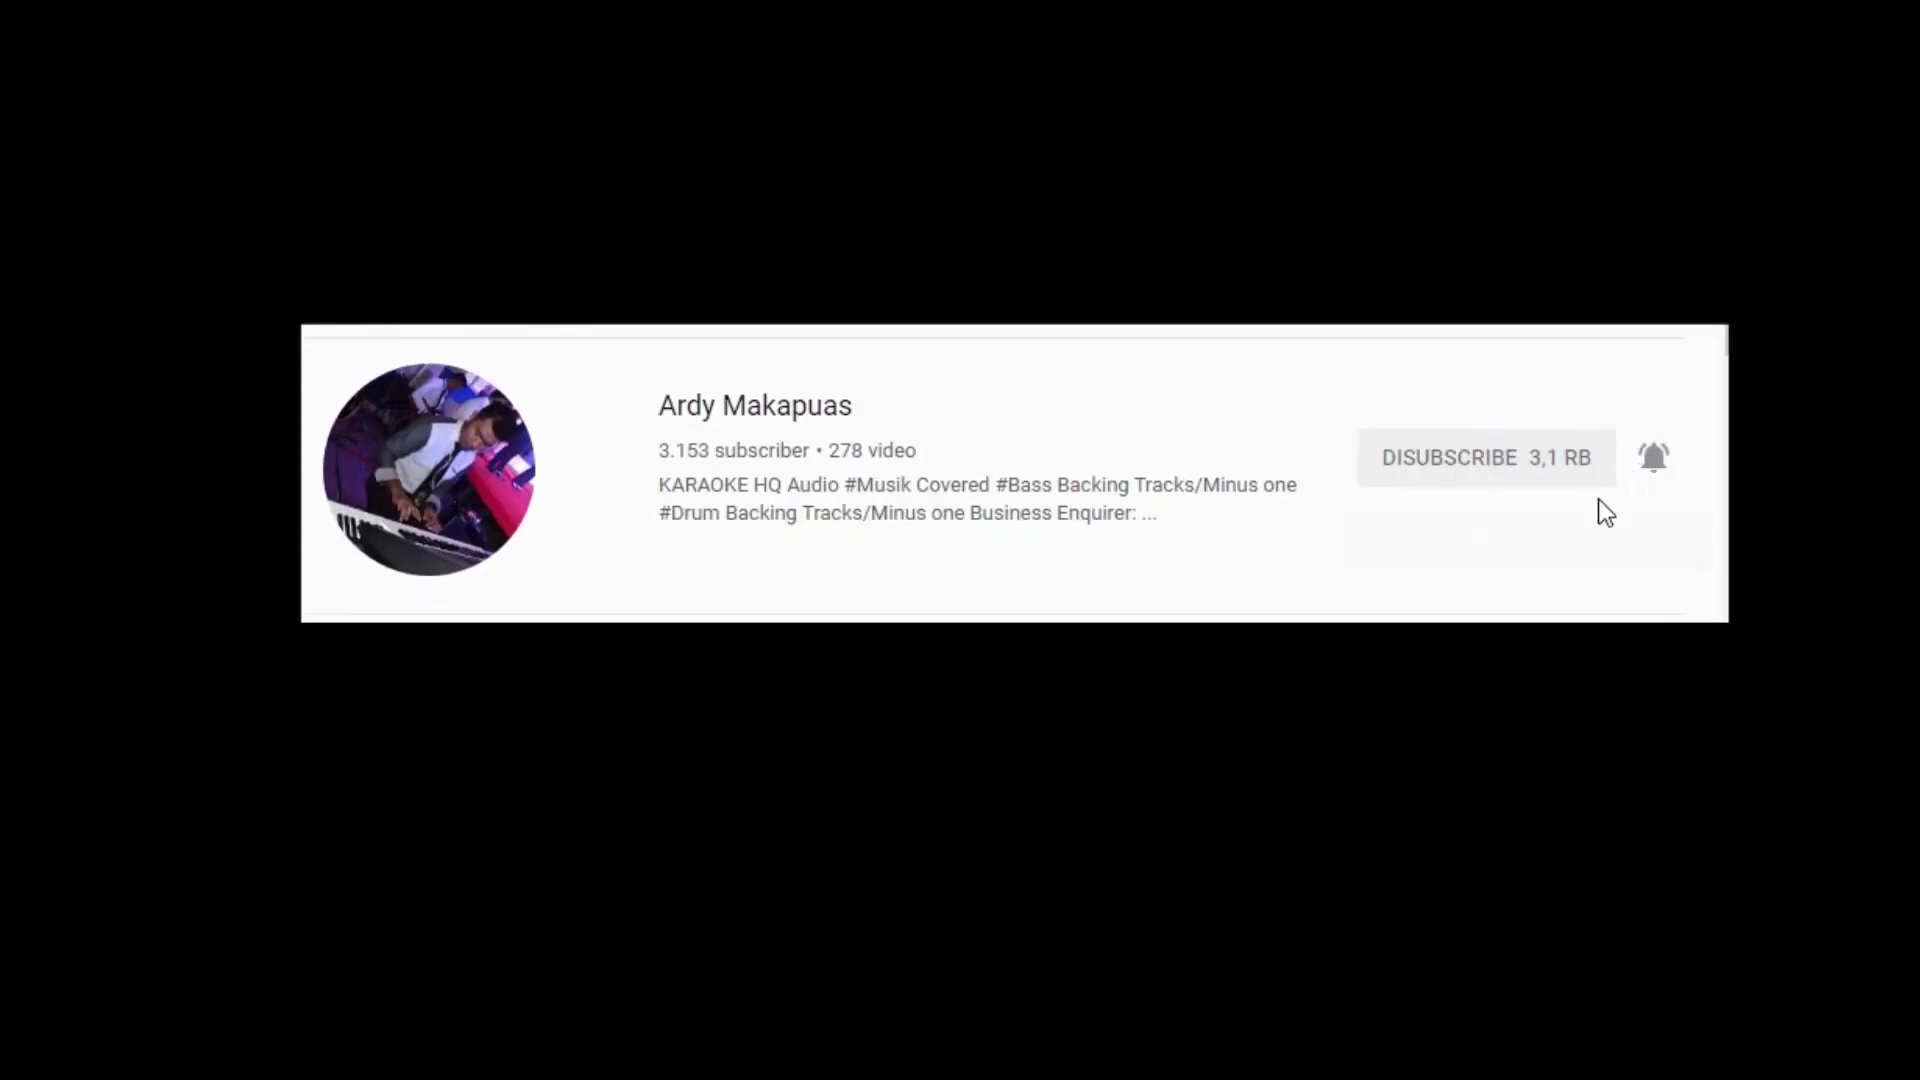 Ardy Makapuas
3.153 subscriber • 278 video
KARAOKE HQ Audio #Musik Covered #Bass Backing Tracks/Minus one
#Drum Backing Tracks/Minus one Business Enquirer: ...
DISUBSCRIBE 3,1 RB